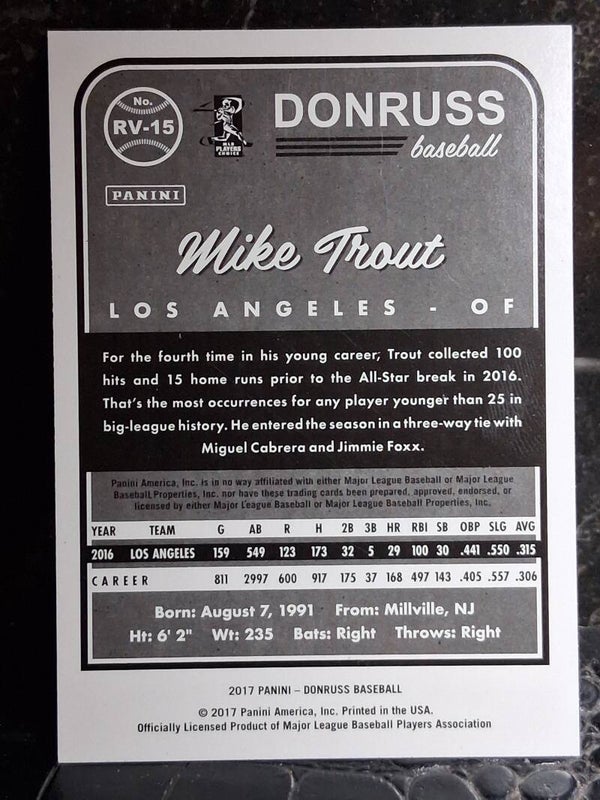 No.
RV-15
MLB
PLAYERS
CHOICE
DONRUSS
baseball
PANINI
Mike Trout
LOS ANGELES - OF
For the fourth time in his young career, Trout collected 100
hits and 15 home runs prior to the All-Star break in 2016.
That's the most occurrences for any player younger than 25 in
big-league history. He entered the season in a three-way tie with
Miguel Cabrera and Jimmie Foxx.
Panini America, Inc. is in no way affiliated with either Major League Baseball or Major League
Baseball Properties, Inc. nor have these trading cards been prepared, approved, endorsed, or
licensed by either Major League Baseball or Major League Baseball Properties, Inc.
YEAR TEAM G AB R H 2B 3B HR RBI SB OBP SLG AVG
2016 LOS ANGELES 159 549 123 173 32 5 29 100 30 .441 .550 .315
CAREER 811 2997 600 917 175 37 168 497 143 .405 .557 .306
Born: August 7, 1991 From: Millville, NJ
Ht: 6' 2" Wt: 235 Bats: Right Throws: Right
2017 PANINI – DONRUSS BASEBALL
© 2017 Panini America, Inc. Printed in the USA.
Officially Licensed Product of Major League Baseball Players Association